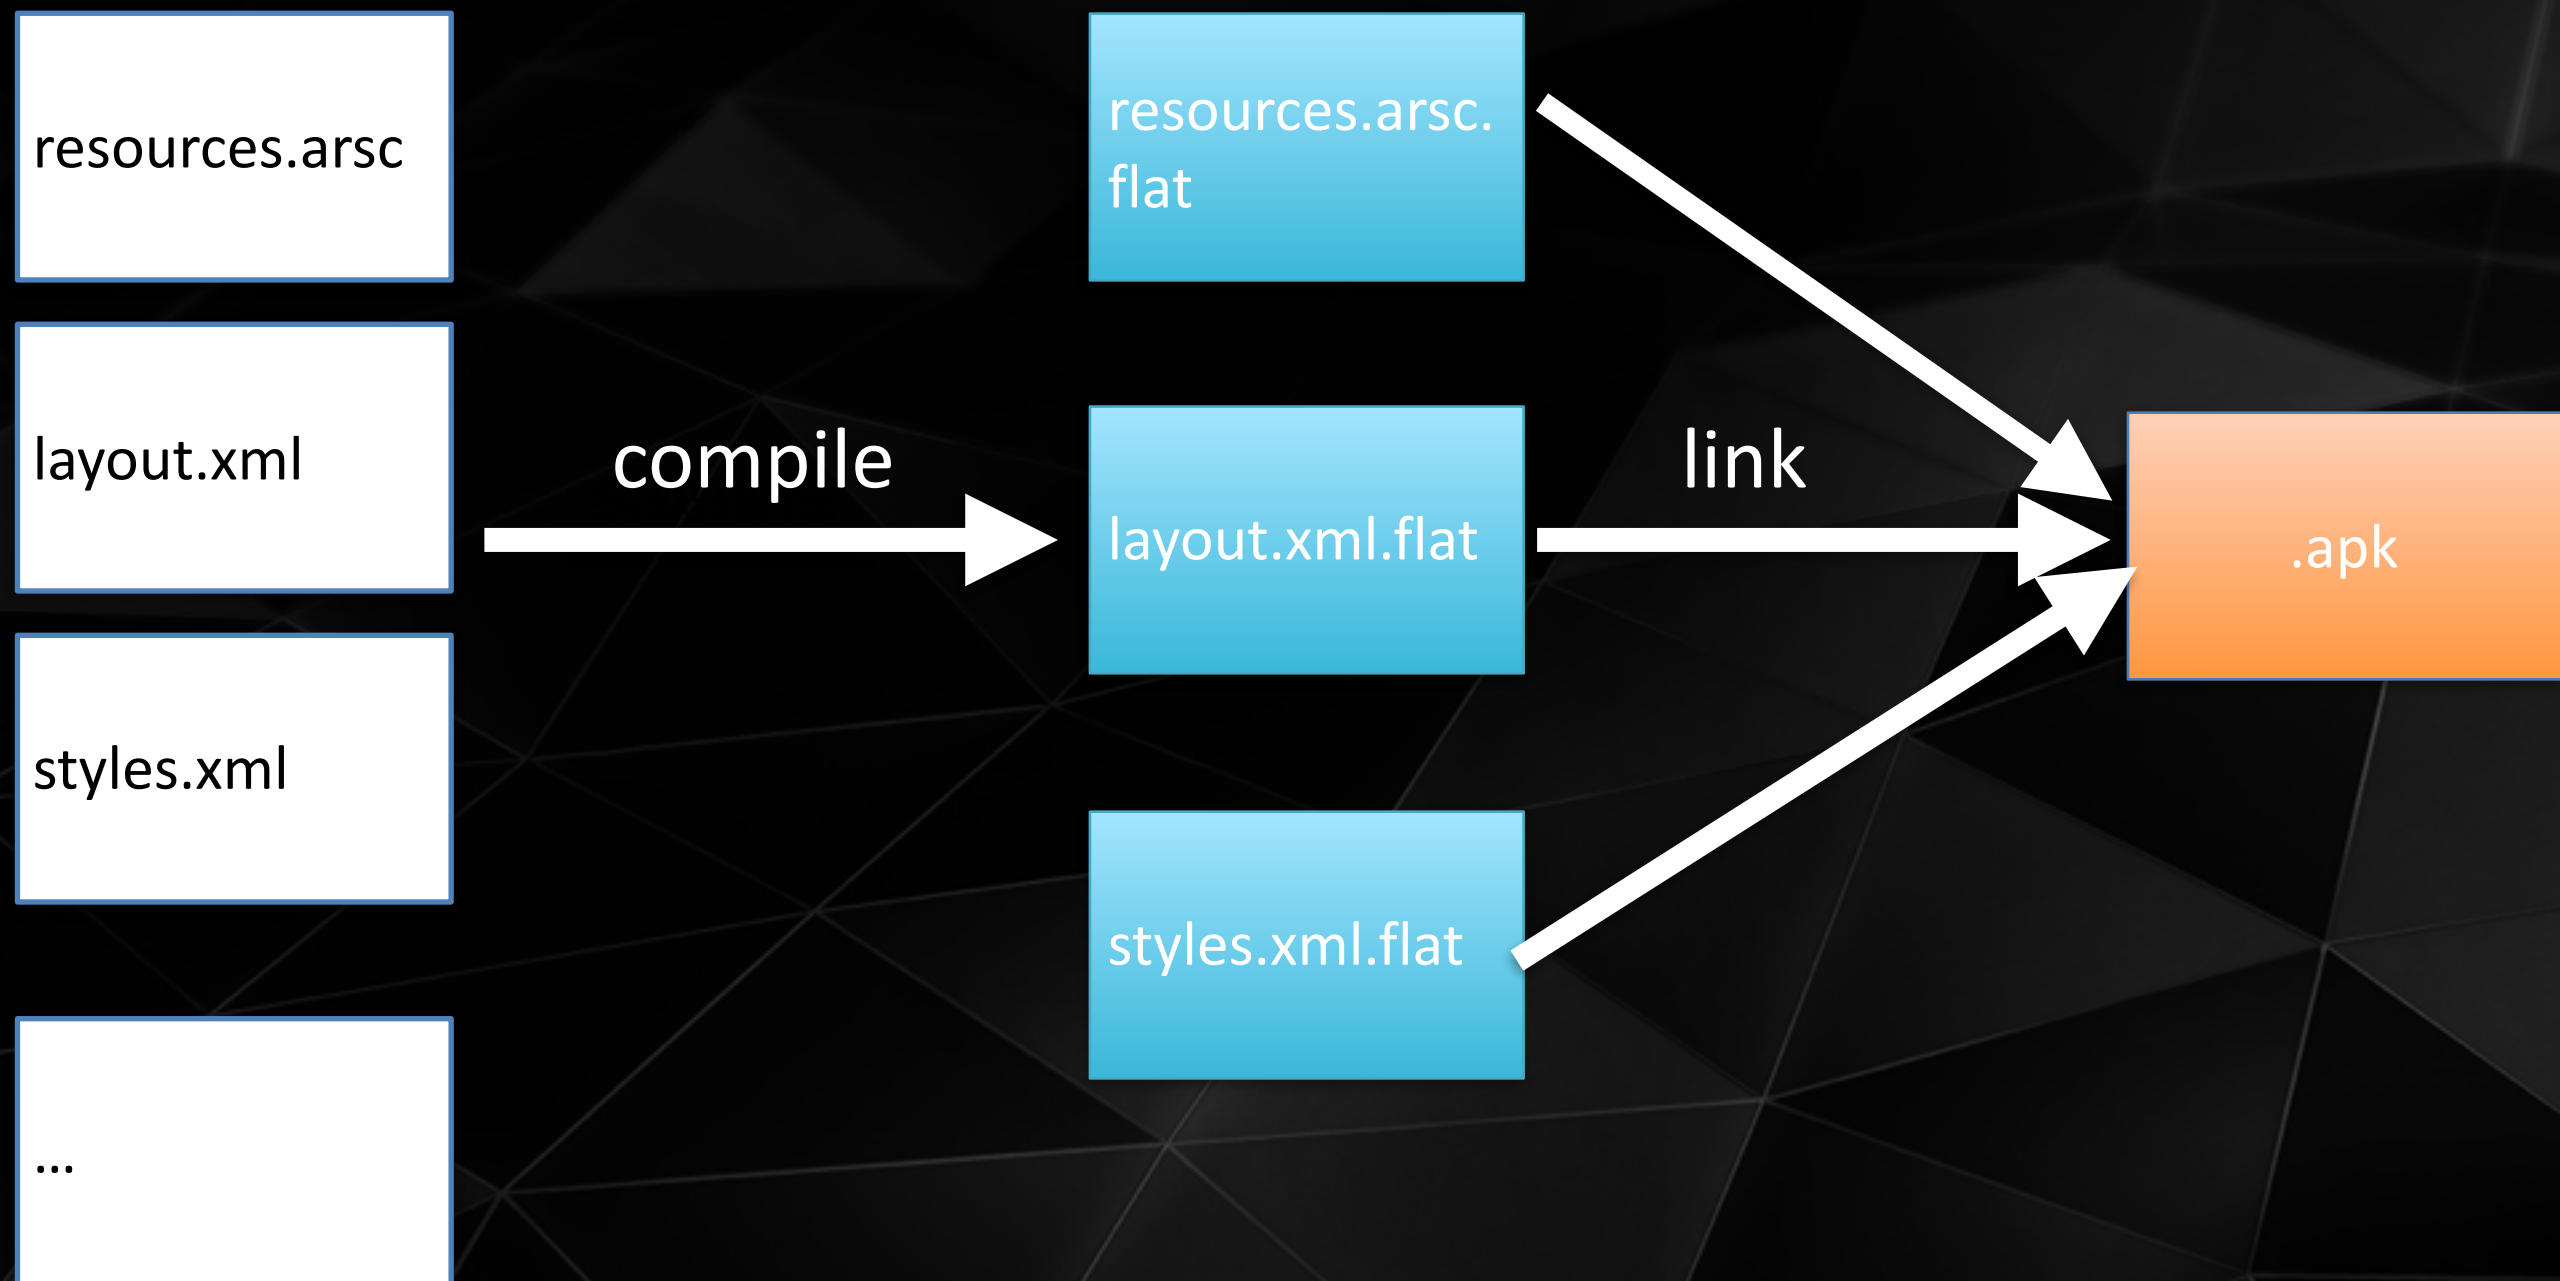 resources.arsc
layout.xml
styles.xml
...
compile
resources.arsc.
flat
layout.xml.flat
styles.xml.flat
link
.apk